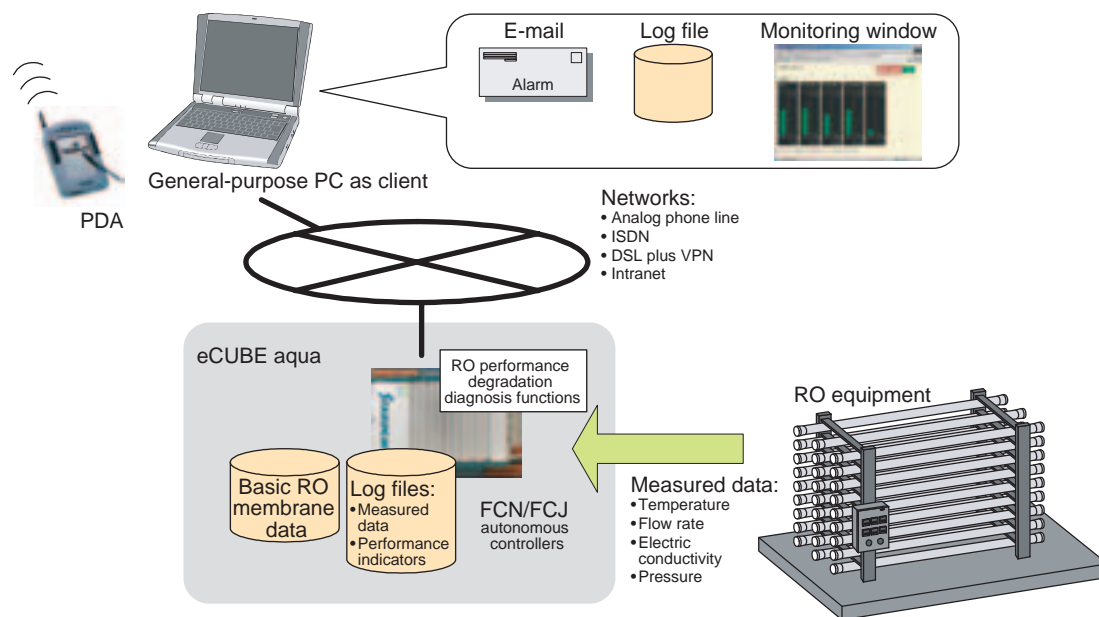 E-mail
Alarm
Log file
Monitoring window
General-purpose PC as client
PDA
Networks:
• Analog phone line
• ISDN
• DSL plus VPN
• Intranet
eCUBE aqua
RO performance
degradation
diagnosis functions
RO equipment
Basic RO
membrane
data
Log files:
• Measured
data
• Performance
indicators
FCN/FCJ
autonomous
controllers
Measured data:
• Temperature
• Flow rate
• Electric
conductivity
• Pressure